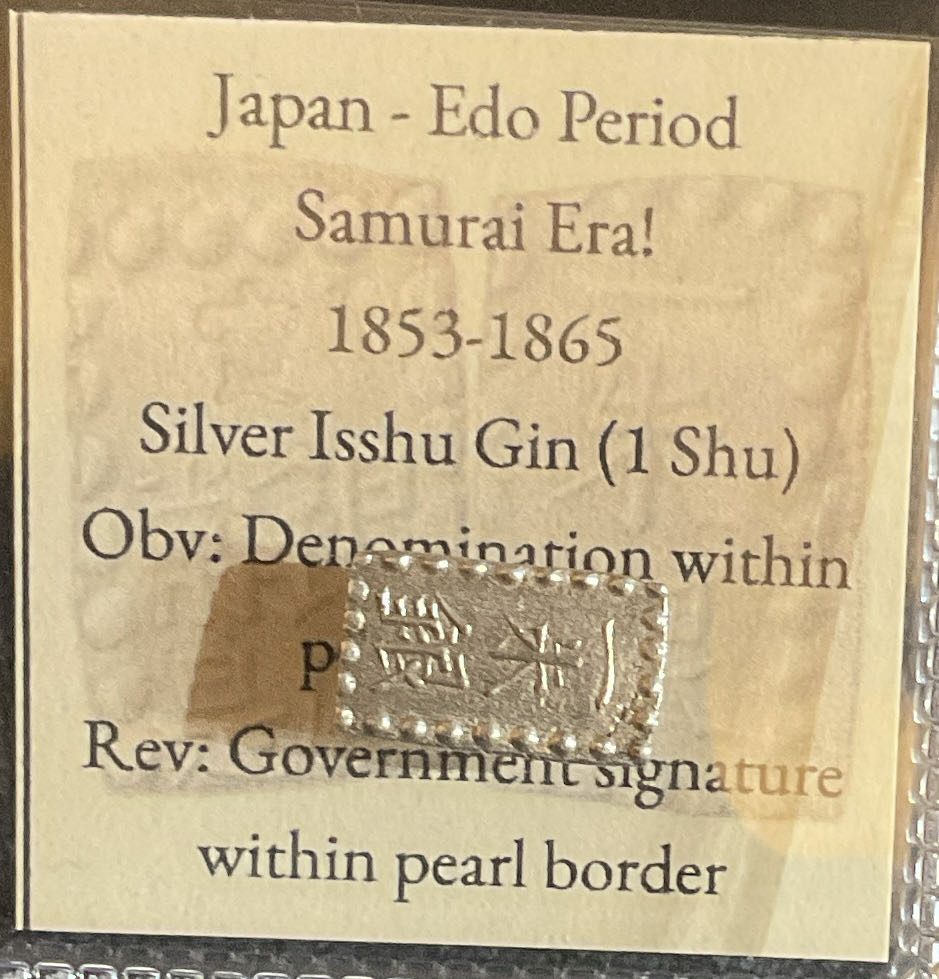 Japan - Edo Period
Samurai Era!
1853-1865
Silver Isshu Gin (1 Shu)
Obv: Denomination within
一朱銀
Rev: Government signature
within pearl border